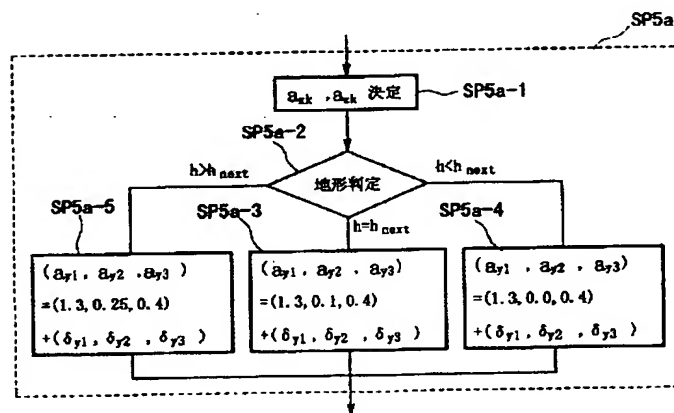 SP5a
a_xk , a_zk 決定
SP5a-1
SP5a-2
h>h_next
地形判定
h<h_next
SP5a-5
SP5a-3
h=h_next
SP5a-4
(a_y1, a_y2 ,a_y3 )
=(1.3,0.25,0.4)
+(δ_y1, δ_y2 , δ_y3 )
(a_y1, a_y2 , a_y3)
=(1.3,0.1,0.4)
+(δ_y1, δ_y2 , δ_y3 )
(a_y1, a_y2 , a_y3)
=(1.3,0.0,0.4)
+(δ_y1, δ_y2 , δ_y3 )